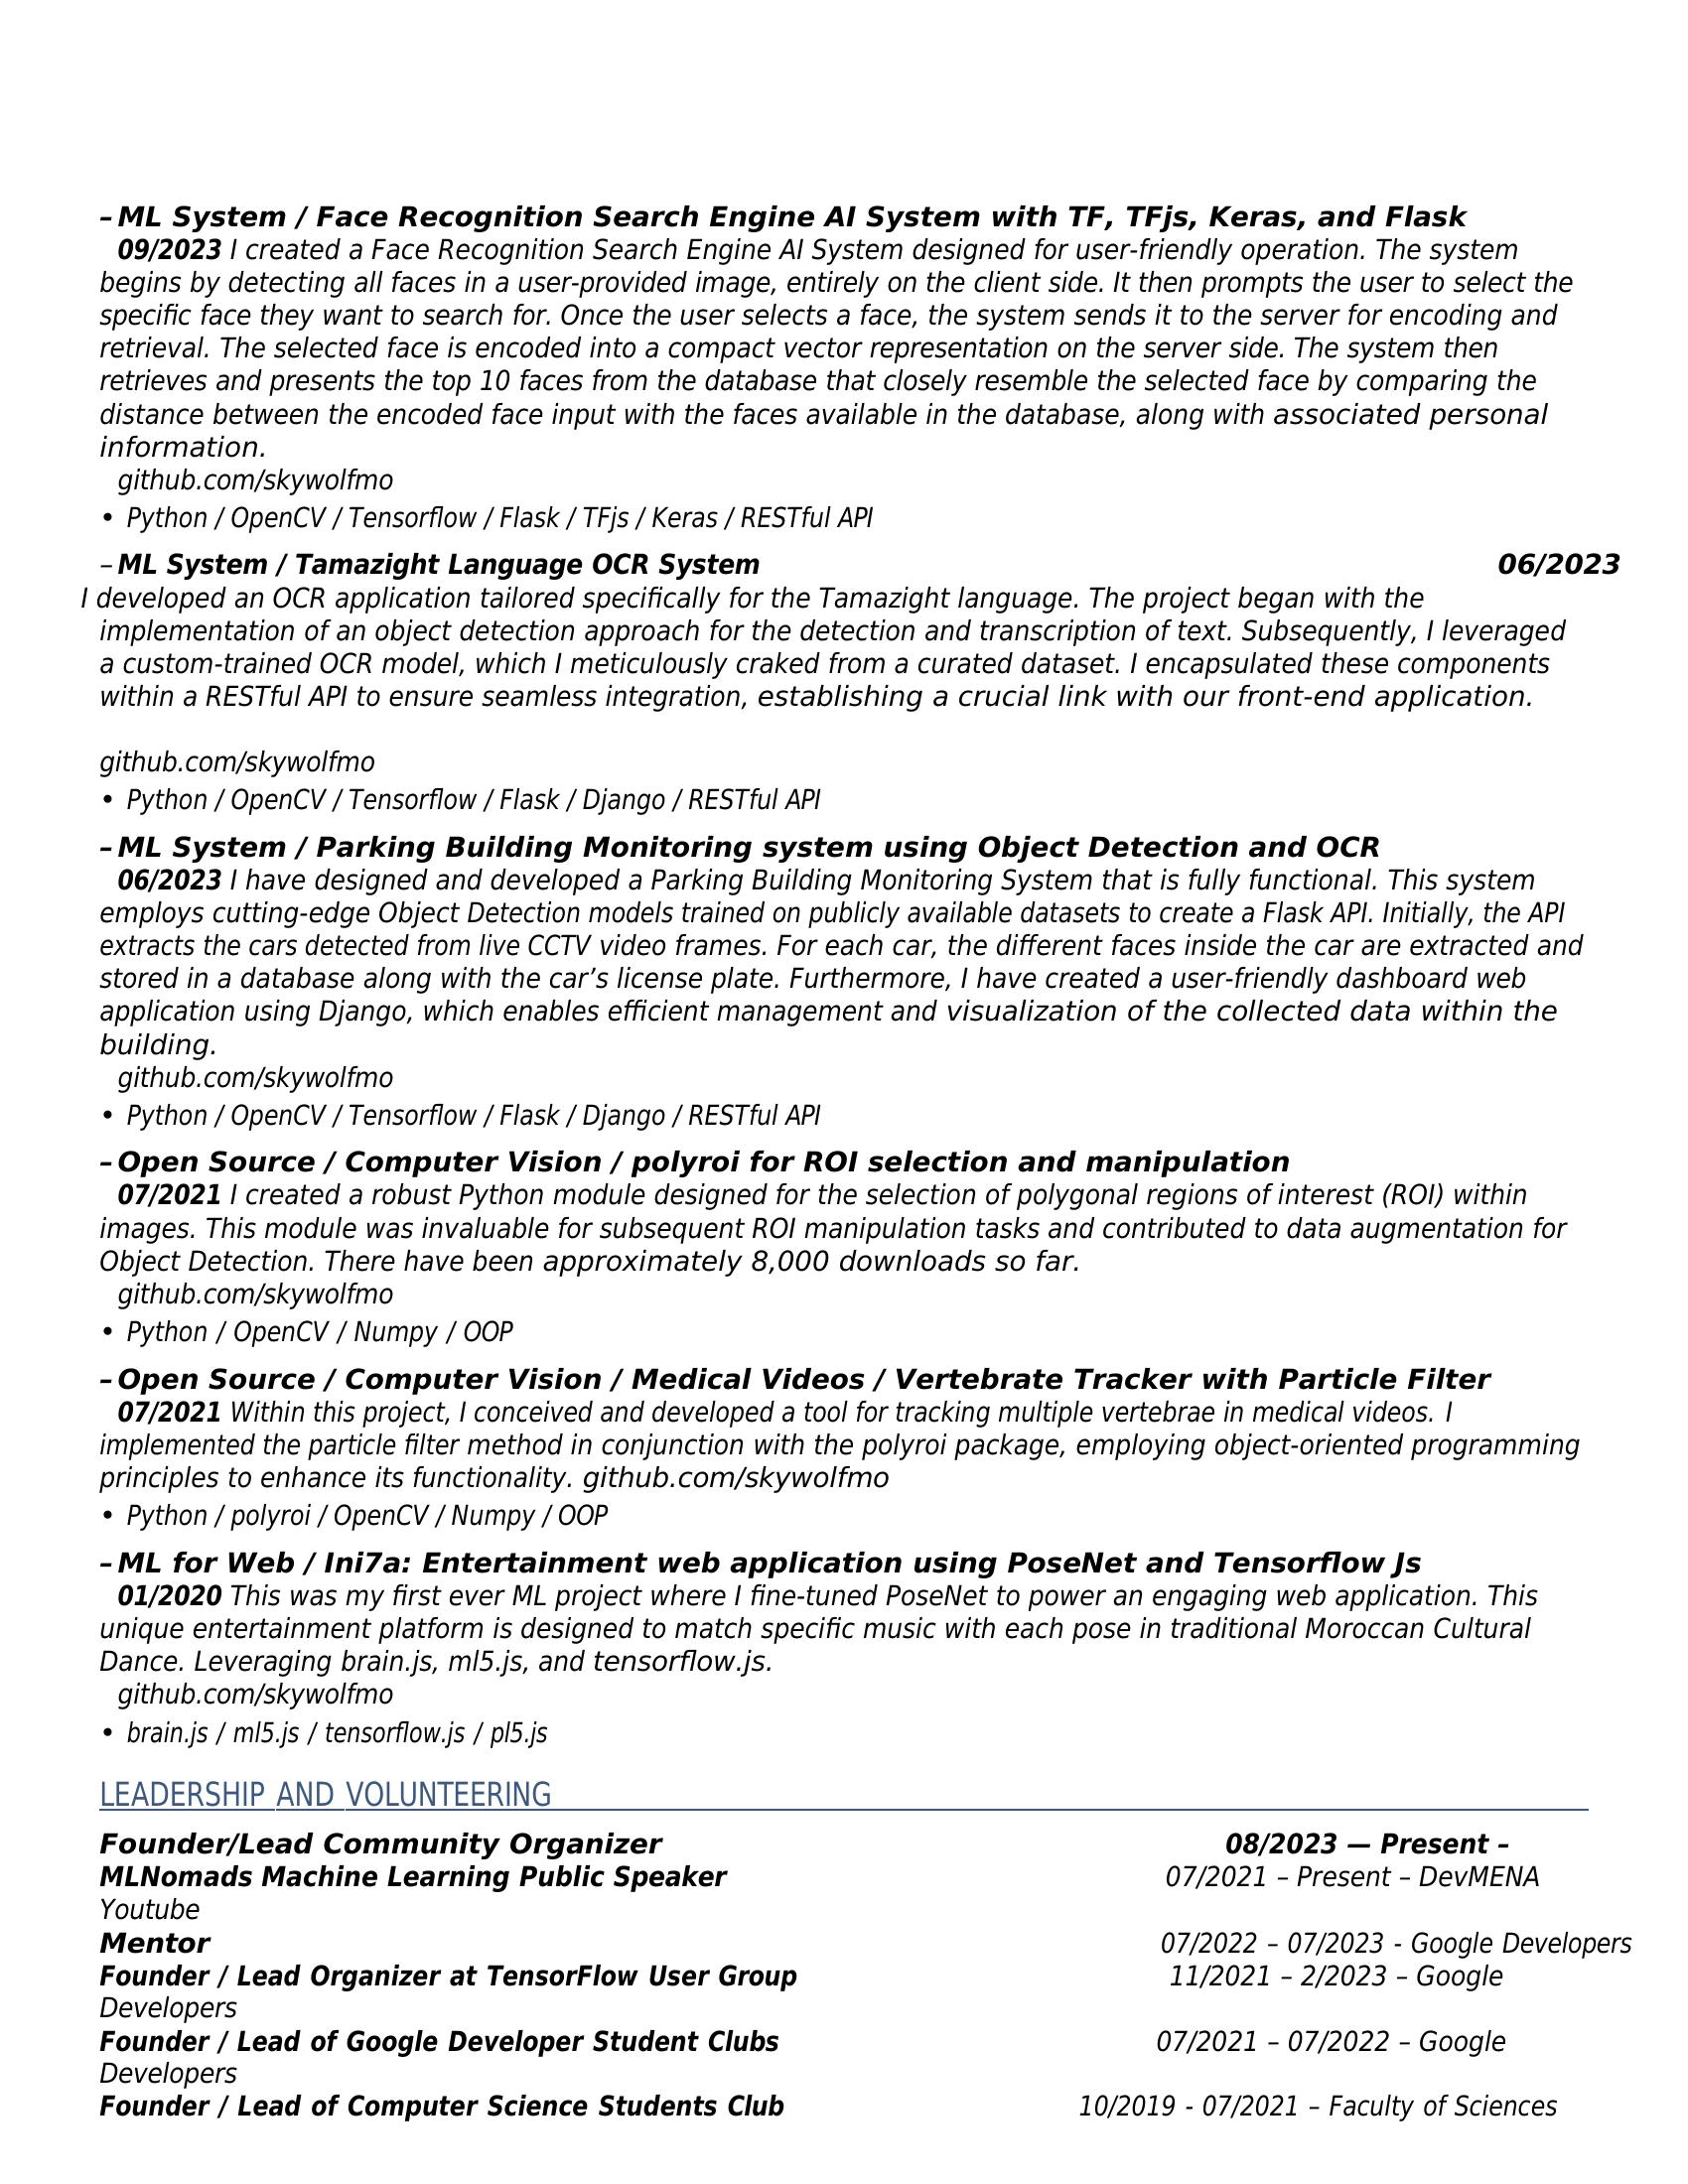 – ML System / Face Recognition Search Engine AI System with TF, TFjs, Keras, and Flask
09/2023 I created a Face Recognition Search Engine AI System designed for user-friendly operation. The system
begins by detecting all faces in a user-provided image, entirely on the client side. It then prompts the user to select the
specific face they want to search for. Once the user selects a face, the system sends it to the server for encoding and
retrieval. The selected face is encoded into a compact vector representation on the server side. The system then
retrieves and presents the top 10 faces from the database that closely resemble the selected face by comparing the
distance between the encoded face input with the faces available in the database, along with associated personal
information.
github.com/skywolfmo
• Python / OpenCV / Tensorflow / Flask / TFjs / Keras / RESTful API
– ML System / Tamazight Language OCR System 06/2023
I developed an OCR application tailored specifically for the Tamazight language. The project began with the
implementation of an object detection approach for the detection and transcription of text. Subsequently, I leveraged
a custom-trained OCR model, which I meticulously craked from a curated dataset. I encapsulated these components
within a RESTful API to ensure seamless integration, establishing a crucial link with our front-end application.
github.com/skywolfmo
• Python / OpenCV / Tensorflow / Flask / Django / RESTful API
– ML System / Parking Building Monitoring system using Object Detection and OCR
06/2023 I have designed and developed a Parking Building Monitoring System that is fully functional. This system
employs cutting-edge Object Detection models trained on publicly available datasets to create a Flask API. Initially, the API
extracts the cars detected from live CCTV video frames. For each car, the different faces inside the car are extracted and
stored in a database along with the car’s license plate. Furthermore, I have created a user-friendly dashboard web
application using Django, which enables efficient management and visualization of the collected data within the
building.
github.com/skywolfmo
• Python / OpenCV / Tensorflow / Flask / Django / RESTful API
– Open Source / Computer Vision / polyroi for ROI selection and manipulation
07/2021 I created a robust Python module designed for the selection of polygonal regions of interest (ROI) within
images. This module was invaluable for subsequent ROI manipulation tasks and contributed to data augmentation for
Object Detection. There have been approximately 8,000 downloads so far.
github.com/skywolfmo
• Python / OpenCV / Numpy / OOP
– Open Source / Computer Vision / Medical Videos / Vertebrate Tracker with Particle Filter
07/2021 Within this project, I conceived and developed a tool for tracking multiple vertebrae in medical videos. I
implemented the particle filter method in conjunction with the polyroi package, employing object-oriented programming
principles to enhance its functionality. github.com/skywolfmo
• Python / polyroi / OpenCV / Numpy / OOP
– ML for Web / Ini7a: Entertainment web application using PoseNet and Tensorflow Js
01/2020 This was my first ever ML project where I fine-tuned PoseNet to power an engaging web application. This
unique entertainment platform is designed to match specific music with each pose in traditional Moroccan Cultural
Dance. Leveraging brain.js, ml5.js, and tensorflow.js.
github.com/skywolfmo
• brain.js / ml5.js / tensorflow.js / pl5.js
LEADERSHIP AND VOLUNTEERING
Founder/Lead Community Organizer 08/2023 — Present –
MLNomads Machine Learning Public Speaker 07/2021 – Present – DevMENA
Youtube
Mentor 07/2022 – 07/2023 - Google Developers
Founder / Lead Organizer at TensorFlow User Group 11/2021 – 2/2023 – Google
Developers
Founder / Lead of Google Developer Student Clubs 07/2021 – 07/2022 – Google
Developers
Founder / Lead of Computer Science Students Club 10/2019 - 07/2021 – Faculty of Sciences